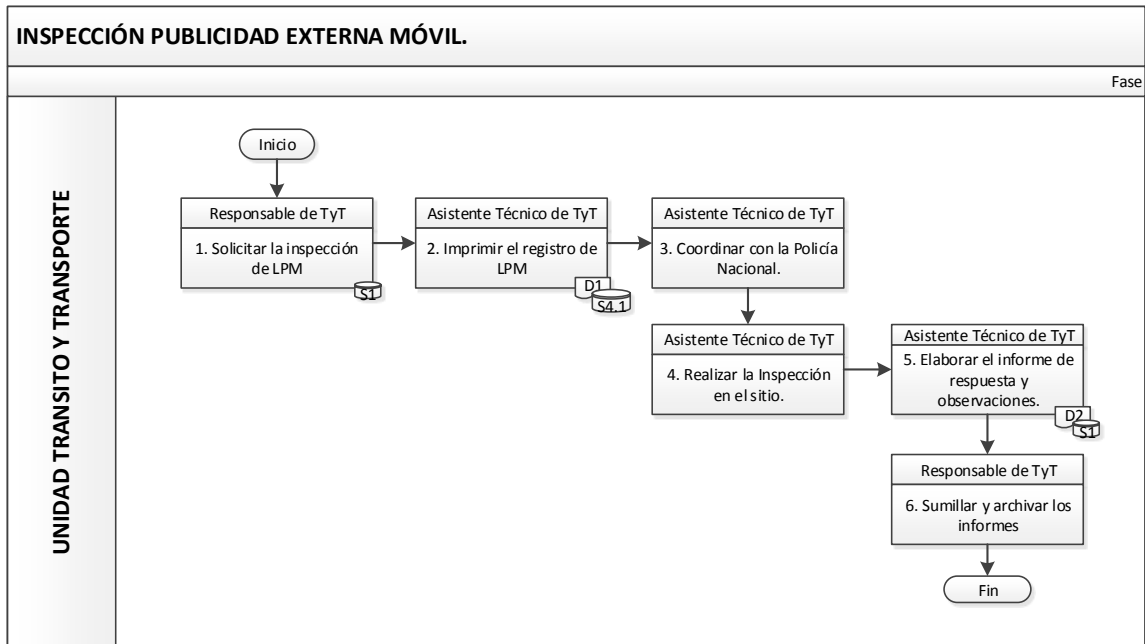 INSPECCIÓN PUBLICIDAD EXTERNA MÓVIL.
Fase
UNIDAD TRANSITO Y TRANSPORTE
Inicio
Responsable de TyT
1. Solicitar la inspección
de LPM
S1
Asistente Técnico de TyT
2. Imprimir el registro de
LPM
D1
S4.1
Asistente Técnico de TyT
3. Coordinar con la Policía
Nacional.
Asistente Técnico de TyT
4. Realizar la Inspección
en el sitio.
Asistente Técnico de TyT
5. Elaborar el informe de
respuesta y
observaciones.
D2
S1
Responsable de TyT
6. Sumillar y archivar los
informes
Fin